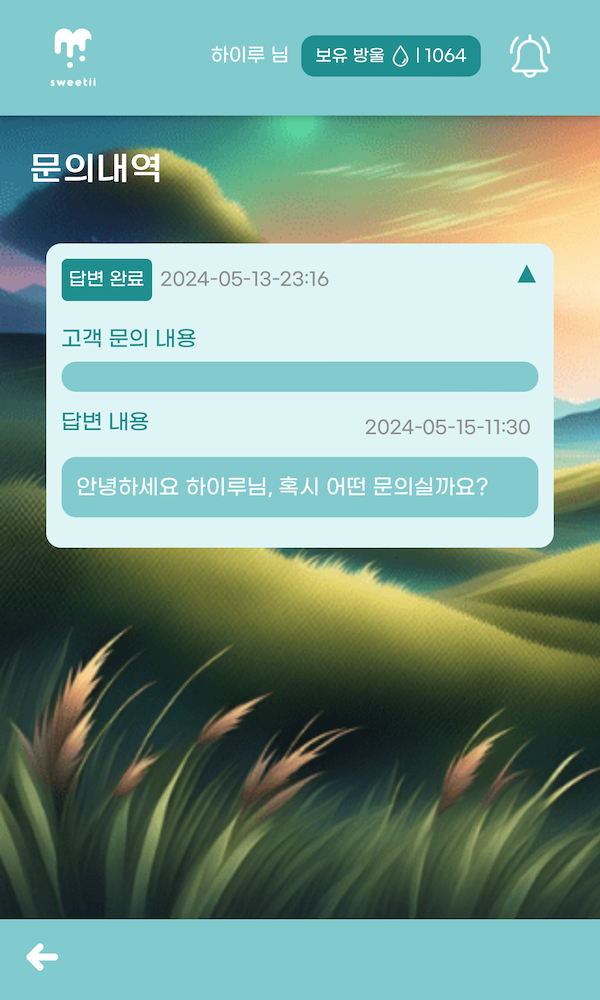 sweetii
하이루 님
보유 방울 | 1064
문의내역
답변 완료 2024-05-13-23:16
고객 문의 내용
답변 내용
2024-05-15-11:30
안녕하세요 하이루님, 혹시 어떤 문의실까요?